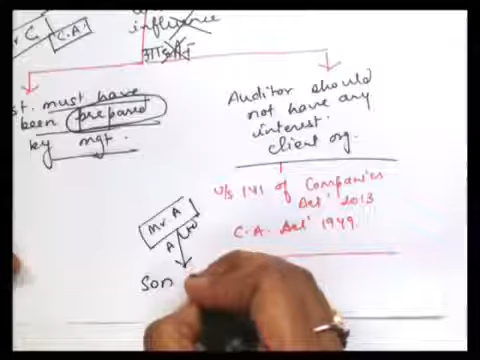 C.
C.A.
influence
st. must have
been prepared
by mgt.
Auditor should
not have any
interest.
client org.
u/s 141 of Companies
Act' 2013
C.A. Act' 1949.
Mr. A
A
Son